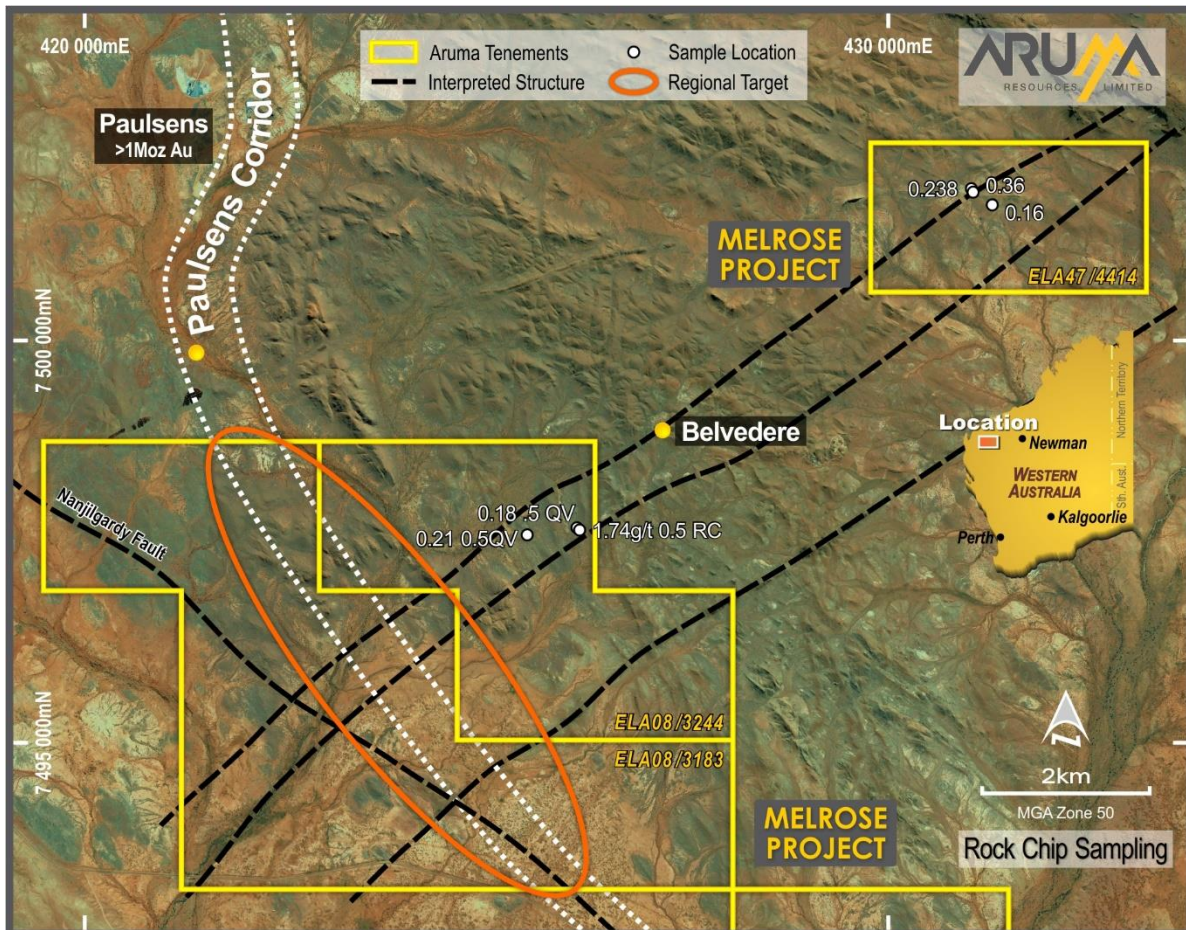 420 000mE
430 000mE
Aruma Tenements
Sample Location
Interpreted Structure
Regional Target
ARUMA
RESOURCES LIMITED
Paulsens
>1Moz Au
Paulsens Corridor
0.238
0.36
0.16
MELROSE
PROJECT
ELA47/4414
7 500 000mN
Belvedere
Location
Newman
WESTERN
AUSTRALIA
Kalgoorlie
Perth
Northern Territory
Sth. Aust.
Nanjilgardy Fault
0.18 .5 QV
0.21 0.5QV
1.74g/t 0.5 RC
ELA08/3244
ELA08/3183
7 495 000mN
MELROSE
PROJECT
N
2km
MGA Zone 50
Rock Chip Sampling